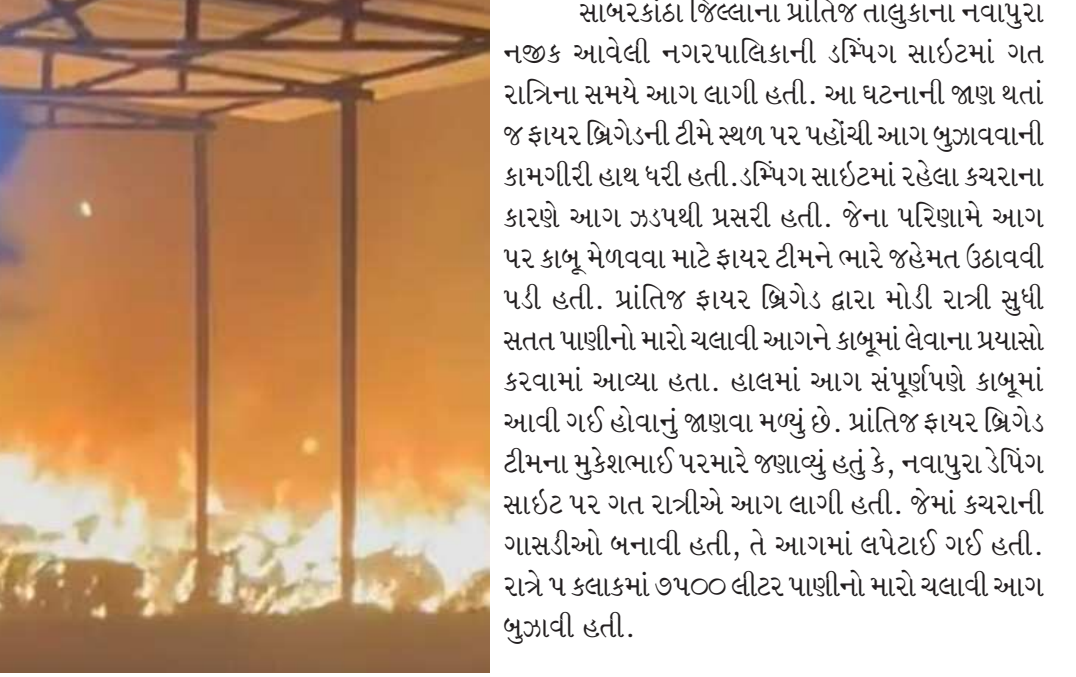 સાબરકાંઠા જિલ્લાના પ્રાંતિજ તાલુકાના નવાપુરા
નજીક આવેલી નગરપાલિકાની ડમ્પિંગ સાઇટમાં ગત
રાત્રિના સમયે આગ લાગી હતી. આ ઘટનાની જાણ થતાં
જ ફાયર બ્રિગેડની ટીમે સ્થળ પર પહોંચી આગ બુઝાવવાની
કામગીરી હાથ ધરી હતી.ડમ્પિંગ સાઇટમાં રહેલા કચરાના
કારણે આગ ઝડપથી પ્રસરી હતી. જેના પરિણામે આગ
પર કાબૂ મેળવવા માટે ફાયર ટીમને ભારે જહેમત ઉઠાવવી
પડી હતી. પ્રાંતિજ ફાયર બ્રિગેડ દ્વારા મોડી રાત્રી સુધી
સતત પાણીનો મારો ચલાવી આગને કાબૂમાં લેવાના પ્રયાસો
કરવામાં આવ્યા હતા. હાલમાં આગ સંપૂર્ણપણે કાબૂમાં
આવી ગઈ હોવાનું જાણવા મળ્યું છે. પ્રાંતિજ ફાયર બ્રિગેડ
ટીમના મુકેશભાઈ પરમારે જણાવ્યું હતું કે, નવાપુરા ડેપિંગ
સાઇટ પર ગત રાત્રીએ આગ લાગી હતી. જેમાં કચરાની
ગાસડીઓ બનાવી હતી, તે આગમાં લપેટાઈ ગઈ હતી.
રાત્રે ૫ કલાકમાં ૭૫૦૦ લીટર પાણીનો મારો ચલાવી આગ
બુઝાવી હતી.